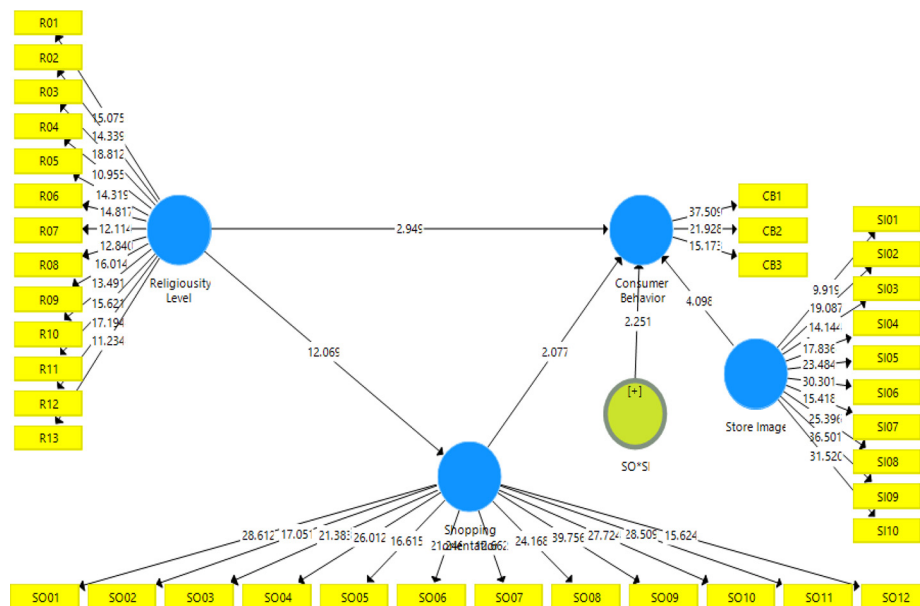 R01
R02
R03
R04
R05
R06
R07
R08
R09
R10
R11
R12
R13
15.075
14.339
18.812
10.955
14.319
14.817
12.114
12.840
16.014
13.491
15.621
17.194
11.234
Religiousity
Level
2.949
12.069
Consumer
Behavior
37.509
21.928
15.173
CB1
CB2
CB3
4.098
2.251
2.077
[+]
SO*SI
Store Image
9.919
19.087
14.144
17.836
23.484
30.301
15.418
25.396
36.501
31.520
SI01
SI02
SI03
SI04
SI05
SI06
SI07
SI08
SI09
SI10
Shopping
28.612
17.051
21.383
26.012
16.615
24.168
39.756
27.724
28.509
15.624
SO01
SO02
SO03
SO04
SO05
SO06
SO07
SO08
SO09
SO10
SO11
SO12